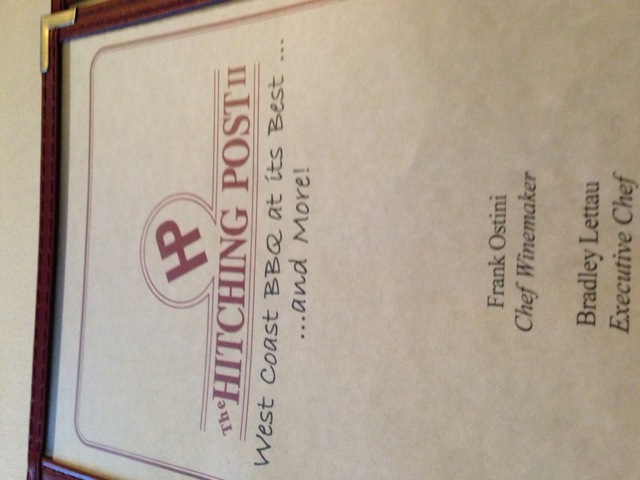 HP
The HITCHING POST II
West Coast BBQ at its Best ...
...and More!
Frank Ostini
Chef Winemaker
Bradley Lettau
Executive Chef